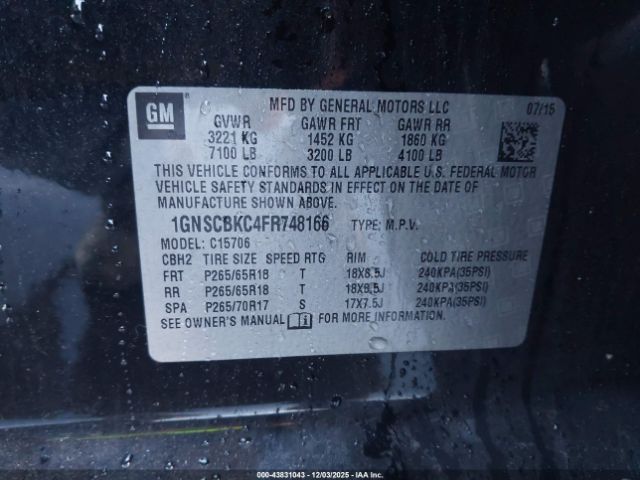 GM
MFD BY GENERAL MOTORS LLC 07/15
GVWR GAWR FRT GAWR RR
3221 KG 1452 KG 1860 KG
7100 LB 3200 LB 4100 LB
THIS VEHICLE CONFORMS TO ALL APPLICABLE U.S. FEDERAL MOTOR
VEHICLE SAFETY STANDARDS IN EFFECT ON THE DATE OF
MANUFACTURE SHOWN ABOVE.
1GNSCBKC4FR748166 TYPE: M.P.V.
MODEL: C15706
CBH2 TIRE SIZE SPEED RTG RIM COLD TIRE PRESSURE
FRT P265/65R18 T 18X8.5J 240KPA(35PSI)
RR P265/65R18 T 18X8.5J 240KPA(35PSI)
SPA P265/70R17 S 17X7.5J 240KPA(35PSI)
SEE OWNER'S MANUAL FOR MORE INFORMATION.
000-43831043 - 12/03/2025 - IAA Inc.